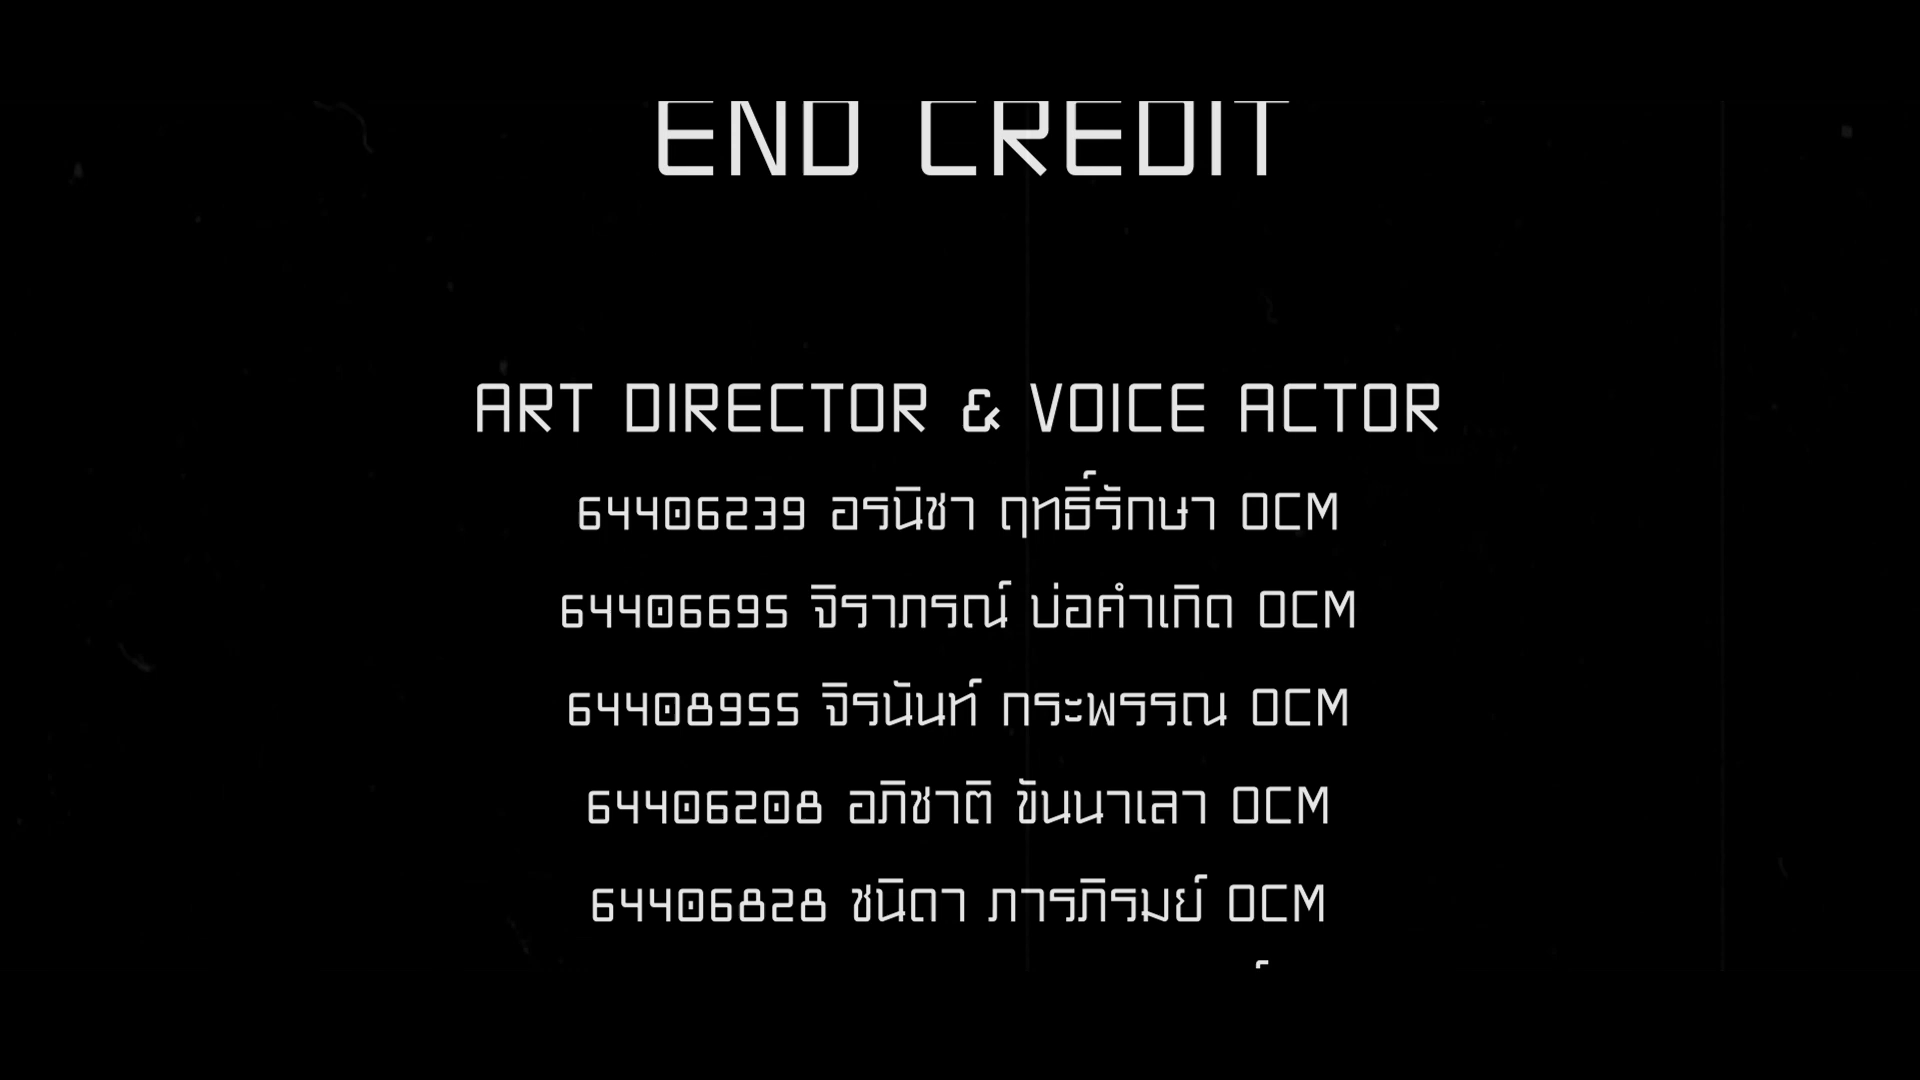 END CREDIT
ART DIRECTOR & VOICE ACTOR
64406239 อรนิชา ฤทธิ์รักษา OCM
64406695 จิราภรณ์ บ่อคำเกิด OCM
64408955 จิรนันท์ กระพรรณ OCM
64406208 อภิชาติ ขันนาเลา OCM
64406828 ชนิดา ภารภิรมย์ OCM